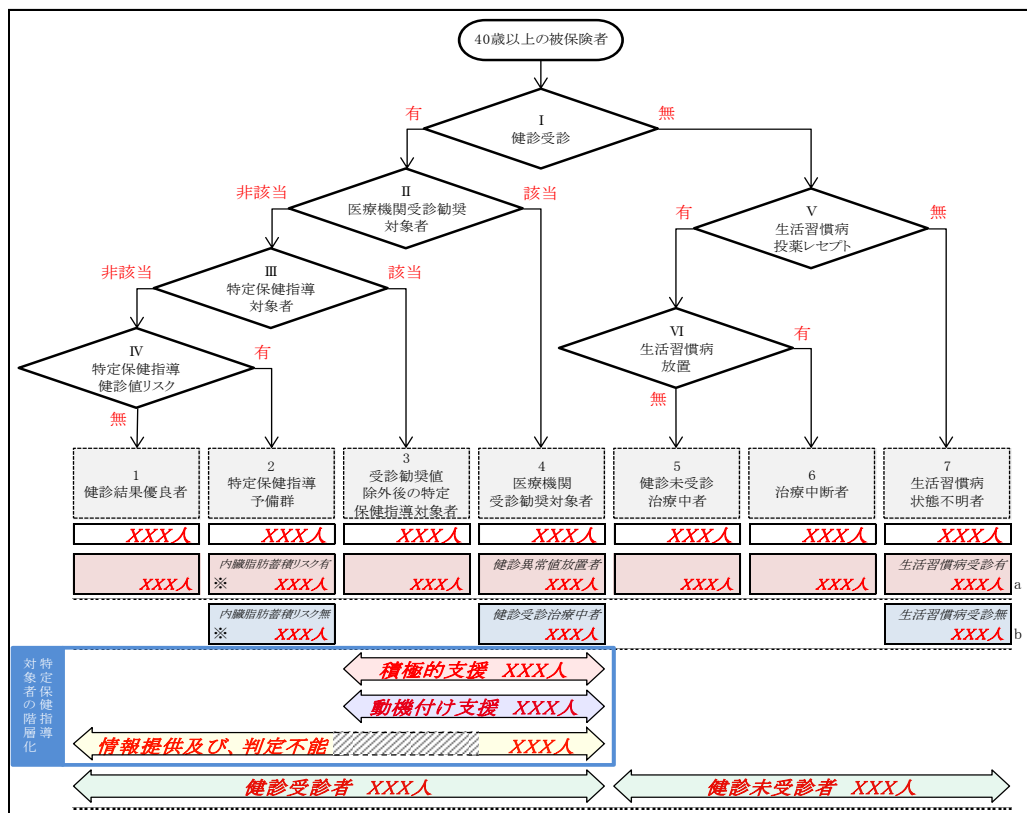 40歳以上の被保険者
Ⅰ
健診受診
有
無
Ⅱ
医療機関受診勧奨
対象者
非該当
該当
Ⅴ
生活習慣病
投薬レセプト
有
無
Ⅲ
特定保健指導
対象者
非該当
該当
Ⅵ
生活習慣病
放置
有
無
Ⅳ
特定保健指導
健診値リスク
有
無
1
健診結果優良者
2
特定保健指導
予備群
3
受診勧奨値
除外後の特定
保健指導対象者
4
医療機関
受診勧奨対象者
5
健診未受診
治療中者
6
治療中断者
7
生活習慣病
状態不明者
XXX人
XXX人
XXX人
XXX人
XXX人
XXX人
XXX人
XXX人
内臓脂肪蓄積リスク有
※ XXX人
XXX人
健診異常値放置者
XXX人
XXX人
XXX人
生活習慣病受診有
XXX人
a
内臓脂肪蓄積リスク無
※ XXX人
健診受診治療中者
XXX人
生活習慣病受診無
XXX人
b
特定保健指導
対象者の階層化
積極的支援 XXX人
動機付け支援 XXX人
情報提供及び、判定不能 XXX人
健診受診者 XXX人
健診未受診者 XXX人